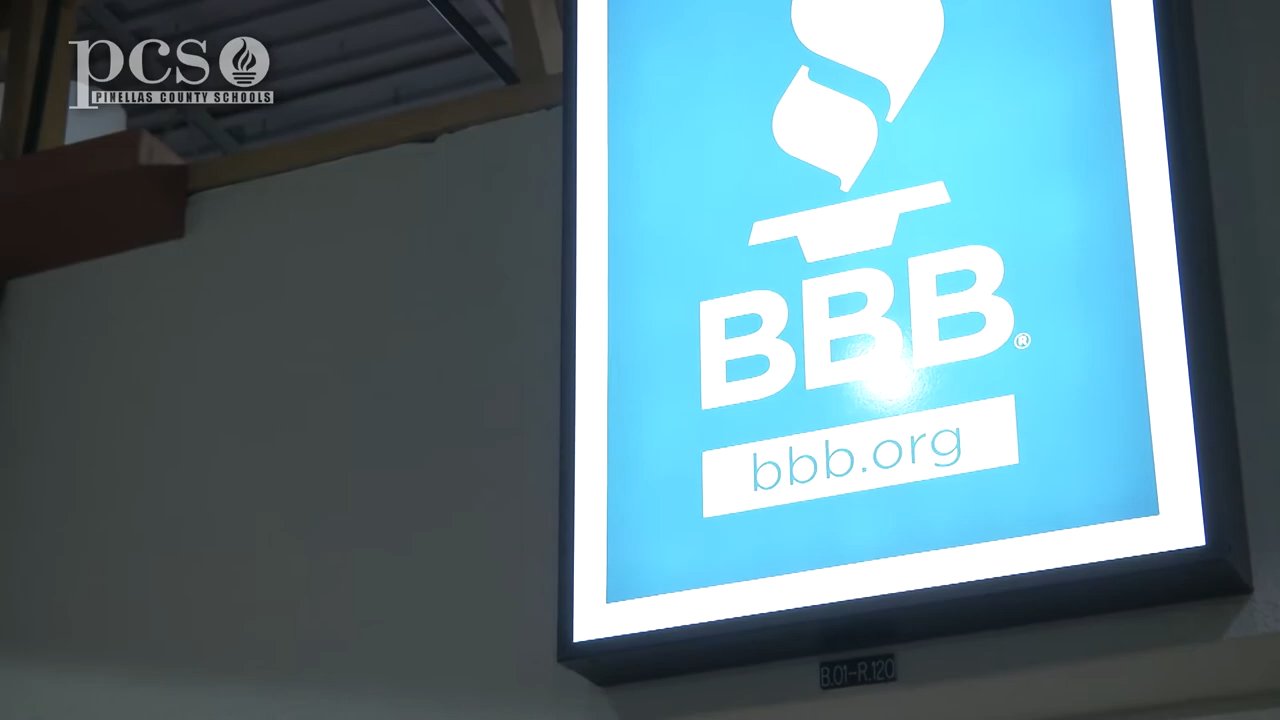 pcs
PINELLAS COUNTY SCHOOLS
BBB®
bbb.org
B.01-R.120